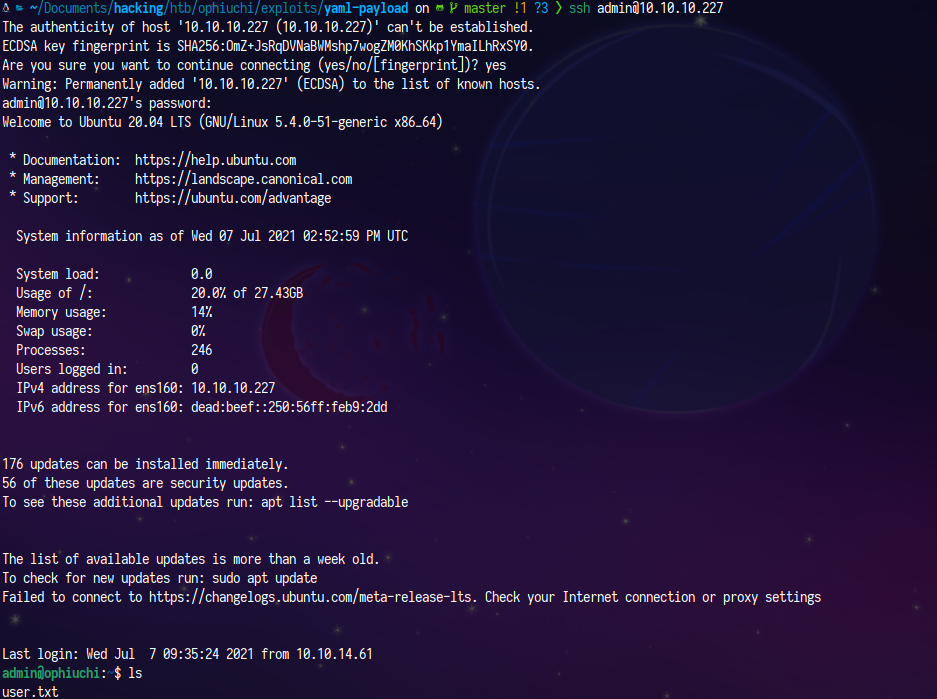 ~/Documents/hacking/htb/ophiuchi/exploits/yaml-payload on master !1 ?3 ❯ ssh admin@10.10.10.227
The authenticity of host '10.10.10.227 (10.10.10.227)' can't be established.
ECDSA key fingerprint is SHA256:OmZ+JsRqDVNaBWMshp7wogZM0KhSKkp1YmaILhRxSY0.
Are you sure you want to continue connecting (yes/no/[fingerprint])? yes
Warning: Permanently added '10.10.10.227' (ECDSA) to the list of known hosts.
admin@10.10.10.227's password:
Welcome to Ubuntu 20.04 LTS (GNU/Linux 5.4.0-51-generic x86_64)
* Documentation:  https://help.ubuntu.com
* Management:     https://landscape.canonical.com
* Support:        https://ubuntu.com/advantage
System information as of Wed 07 Jul 2021 02:52:59 PM UTC
System load:             0.0
Usage of /:              20.0% of 27.43GB
Memory usage:            14%
Swap usage:              0%
Processes:               246
Users logged in:         0
IPv4 address for ens160: 10.10.10.227
IPv6 address for ens160: dead:beef::250:56ff:feb9:2dd
176 updates can be installed immediately.
56 of these updates are security updates.
To see these additional updates run: apt list --upgradable
The list of available updates is more than a week old.
To check for new updates run: sudo apt update
Failed to connect to https://changelogs.ubuntu.com/meta-release-lts. Check your Internet connection or proxy settings
Last login: Wed Jul  7 09:35:24 2021 from 10.10.14.61
admin@ophiuchi:~$ ls
user.txt